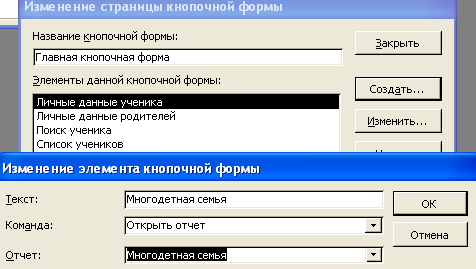 Изменение страницы кнопочной формы
Название кнопочной формы:
Закрыть
Главная кнопочная форма
Элементы данной кнопочной формы:
Создать...
Личные данные ученика
Личные данные родителей
Изменить...
Поиск ученика
Список учеников
Изменение элемента кнопочной формы
Текст:
Многодетная семья
ОК
Команда:
Открыть отчет
Отмена
Отчет:
Многодетная семья